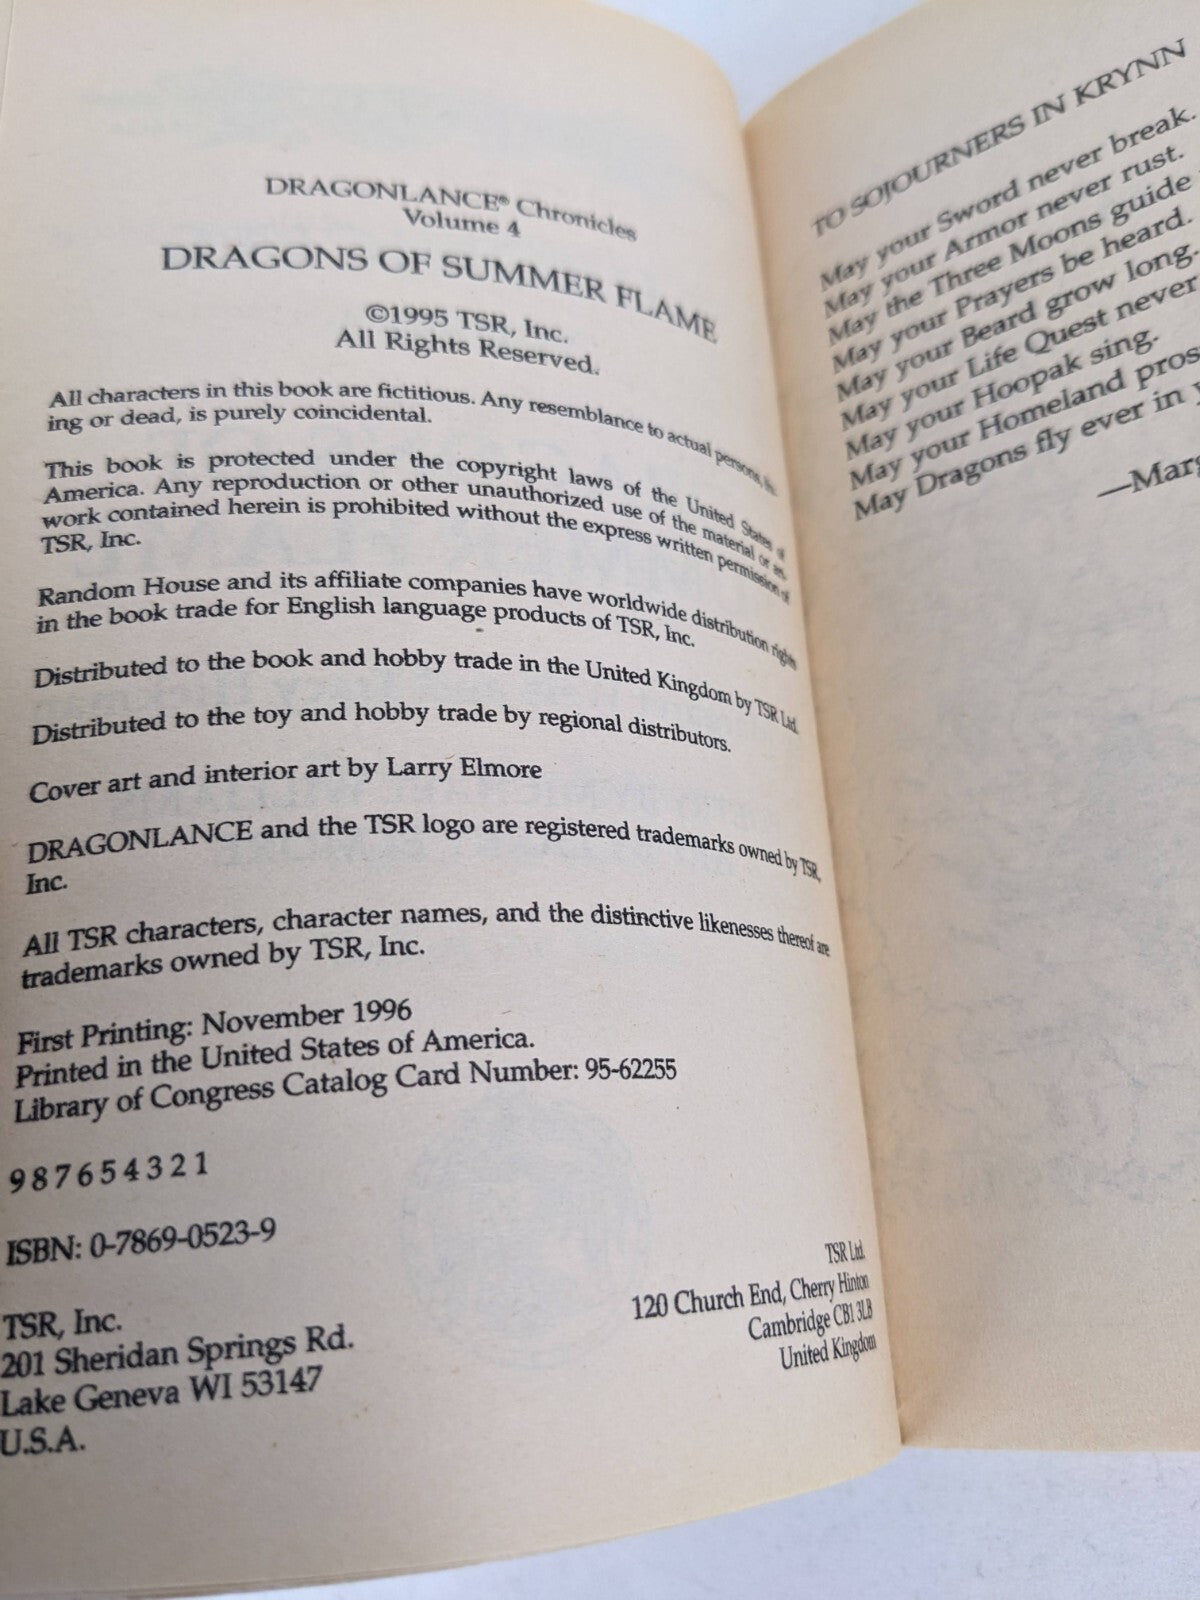 DRAGONLANCE® Chronicles
Volume 4
DRAGONS OF SUMMER FLAME
©1995 TSR, Inc.
All Rights Reserved.
All characters in this book are fictitious. Any resemblance to actual persons,
ing or dead, is purely coincidental.
This book is protected under the copyright laws of the United States of
America. Any reproduction or other unauthorized use of the material or
work contained herein is prohibited without the express written permission of
TSR, Inc.
Random House and its affiliate companies have worldwide distribution rights
in the book trade for English language products of TSR, Inc.
Distributed to the book and hobby trade in the United Kingdom by TSR Ltd.
Distributed to the toy and hobby trade by regional distributors.
Cover art and interior art by Larry Elmore
DRAGONLANCE and the TSR logo are registered trademarks owned by TSR,
Inc.
All TSR characters, character names, and the distinctive likenesses thereof are
trademarks owned by TSR, Inc.
First Printing: November 1996
Printed in the United States of America.
Library of Congress Catalog Card Number: 95-62255
9 8 7 6 5 4 3 2 1
ISBN: 0-7869-0523-9
TSR, Inc.
201 Sheridan Springs Rd.
Lake Geneva WI 53147
U.S.A.
TSR Ltd.
120 Church End, Cherry Hinton
Cambridge CB1 3LB
United Kingdom
TO SOJOURNERS IN KRYNN
May your Sword never break.
May your Armor never rust.
May the Three Moons guide
May your Prayers be heard.
May your Beard grow long.
May your Life Quest never
May your Hoopak sing.
May your Homeland pros
May Dragons fly ever in y
—Marg